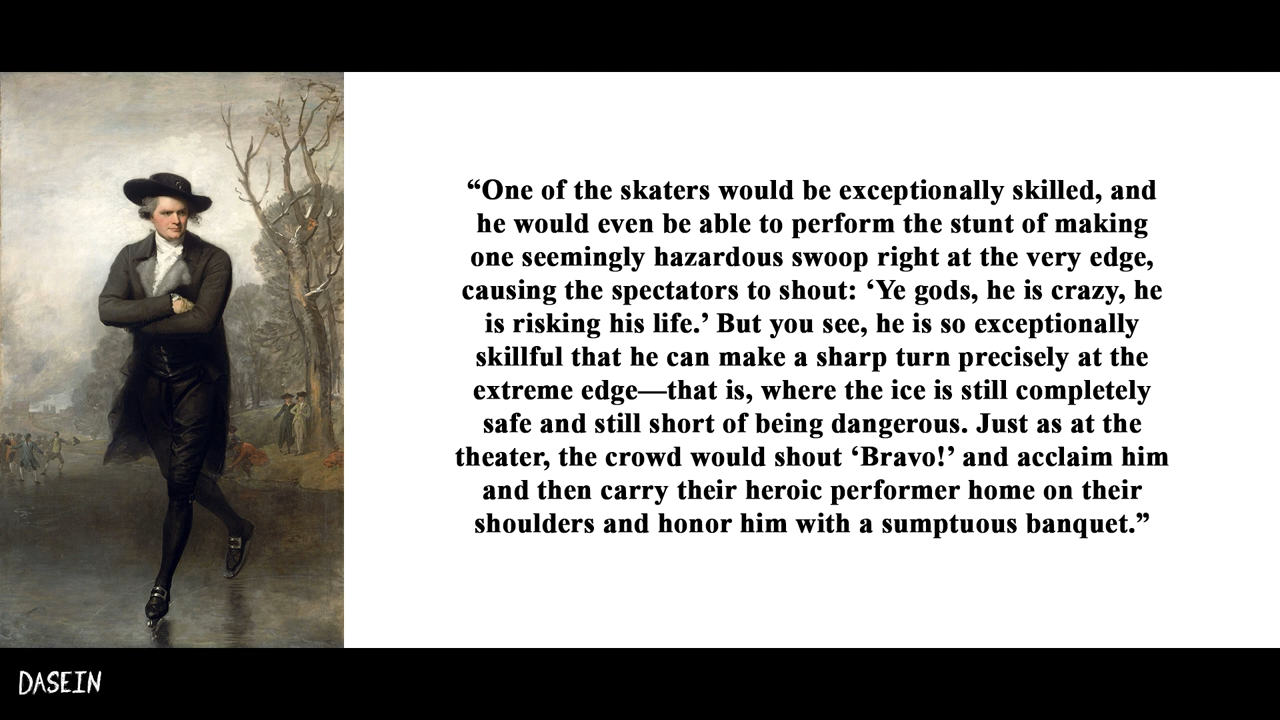 “One of the skaters would be exceptionally skilled, and
he would even be able to perform the stunt of making
one seemingly hazardous swoop right at the very edge,
causing the spectators to shout: ‘Ye gods, he is crazy, he
is risking his life.’ But you see, he is so exceptionally
skillful that he can make a sharp turn precisely at the
extreme edge—that is, where the ice is still completely
safe and still short of being dangerous. Just as at the
theater, the crowd would shout ‘Bravo!’ and acclaim him
and then carry their heroic performer home on their
shoulders and honor him with a sumptuous banquet.”
DASEIN